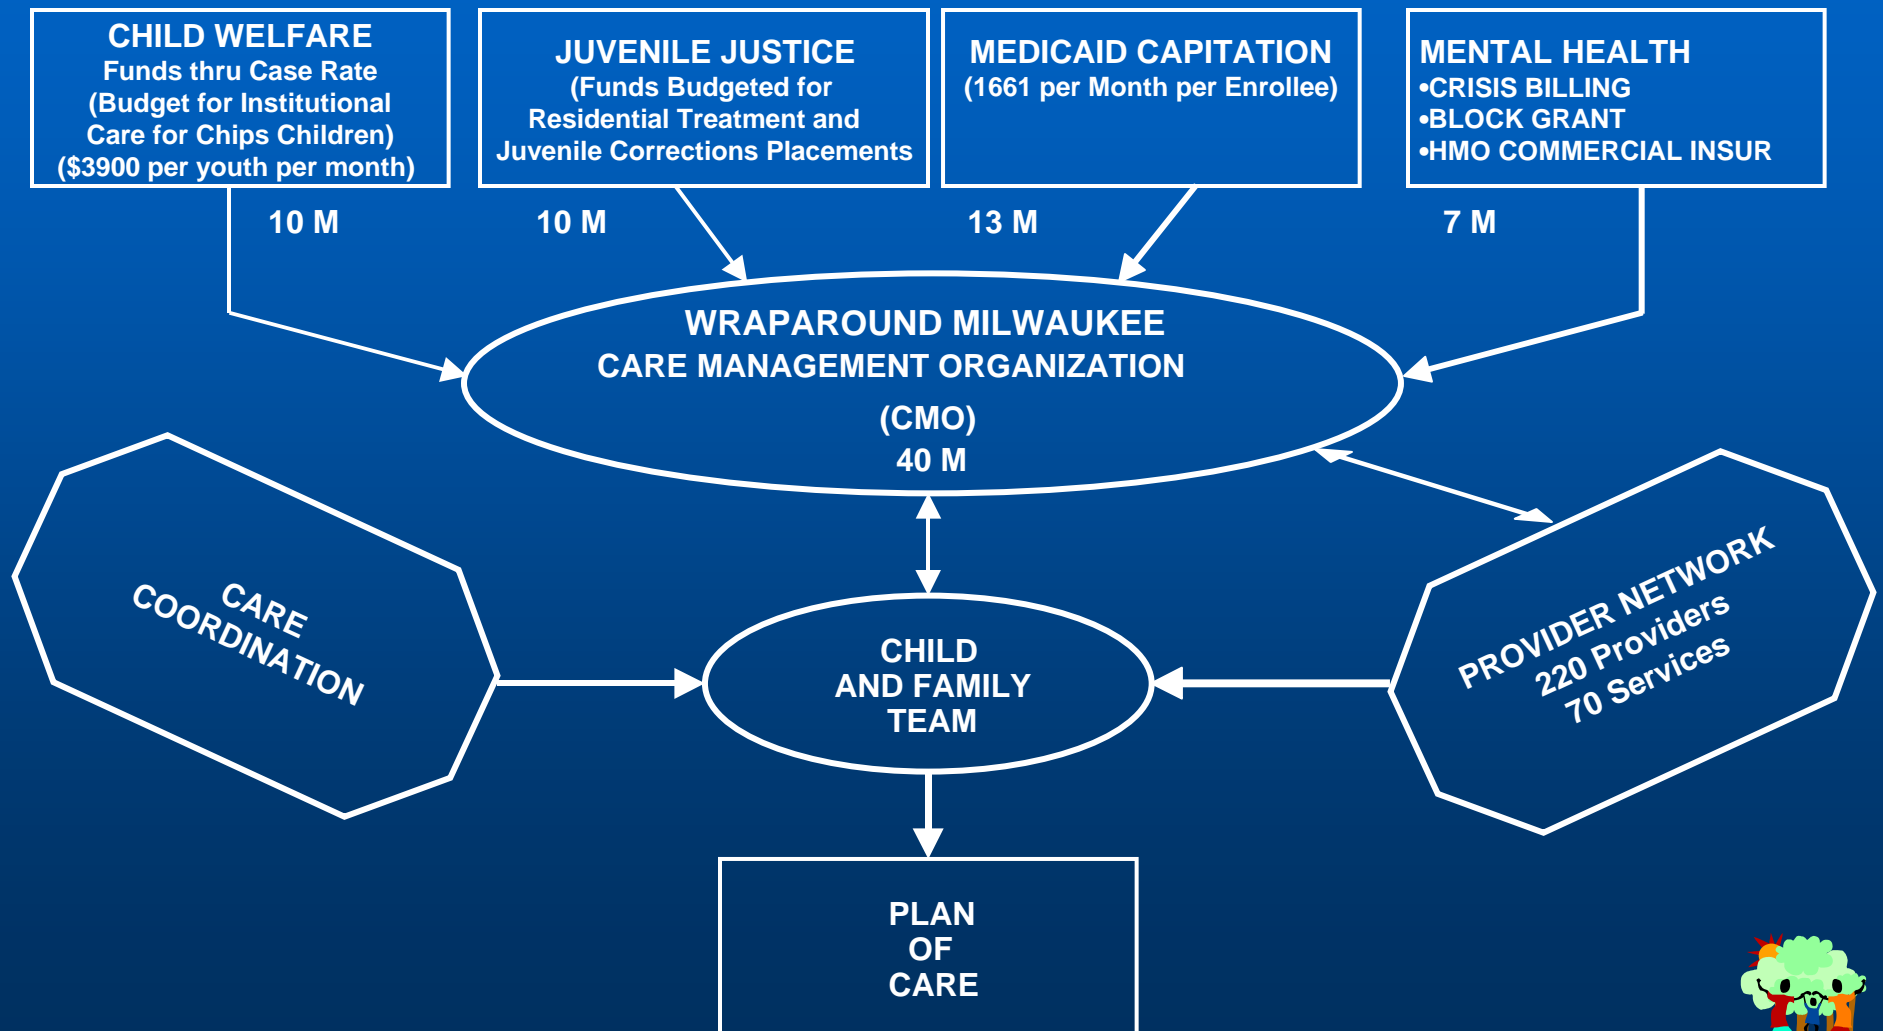 CHILD WELFARE
Funds thru Case Rate
(Budget for Institutional
Care for Chips Children)
($3900 per youth per month)
JUVENILE JUSTICE
(Funds Budgeted for
Residential Treatment and
Juvenile Corrections Placements
MEDICAID CAPITATION
(1661 per Month per Enrollee)
MENTAL HEALTH
•CRISIS BILLING
•BLOCK GRANT
•HMO COMMERCIAL INSUR
10 M
10 M
13 M
7 M
WRAPAROUND MILWAUKEE
CARE MANAGEMENT ORGANIZATION
(CMO)
40 M
CARE
COORDINATION
CHILD
AND FAMILY
TEAM
PROVIDER NETWORK
220 Providers
70 Services
PLAN
OF
CARE